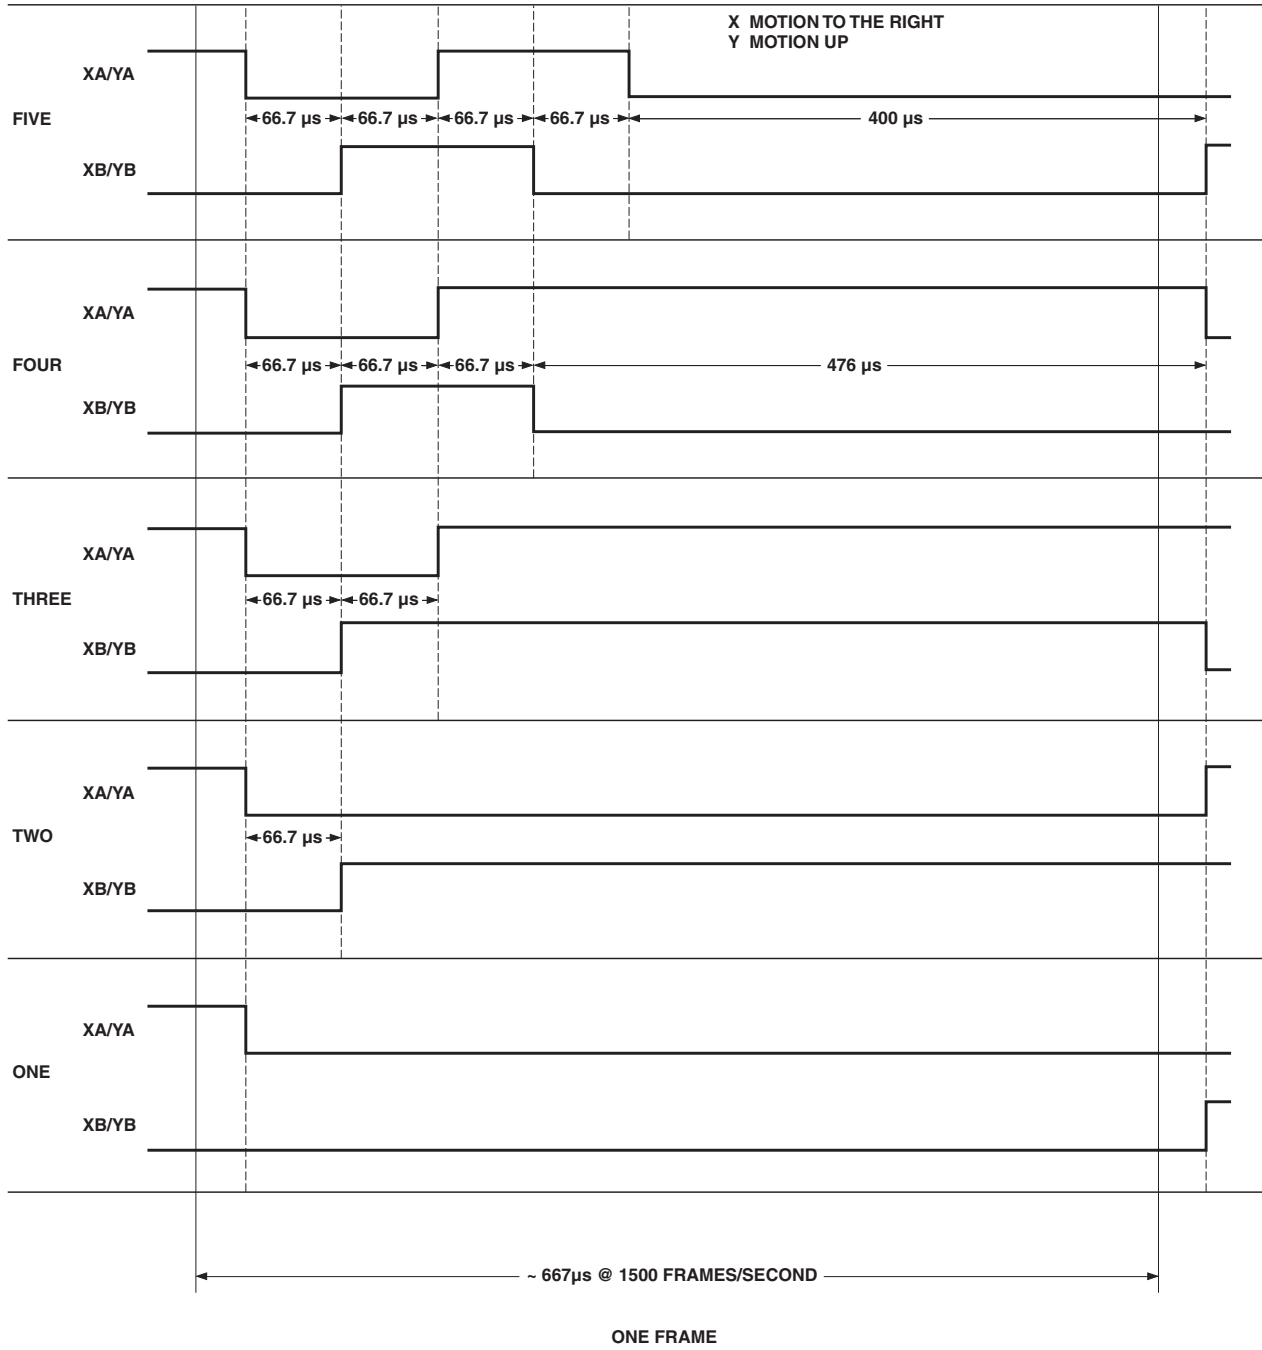 X MOTION TO THE RIGHT
Y MOTION UP
XA/YA
FIVE
66.7 µs 66.7 µs 66.7 µs 66.7 µs 400 µs
XB/YB
XA/YA
FOUR
66.7 µs 66.7 µs 66.7 µs 476 µs
XB/YB
XA/YA
THREE
66.7 µs 66.7 µs
XB/YB
XA/YA
TWO
66.7 µs
XB/YB
XA/YA
ONE
XB/YB
~ 667µs @ 1500 FRAMES/SECOND
ONE FRAME